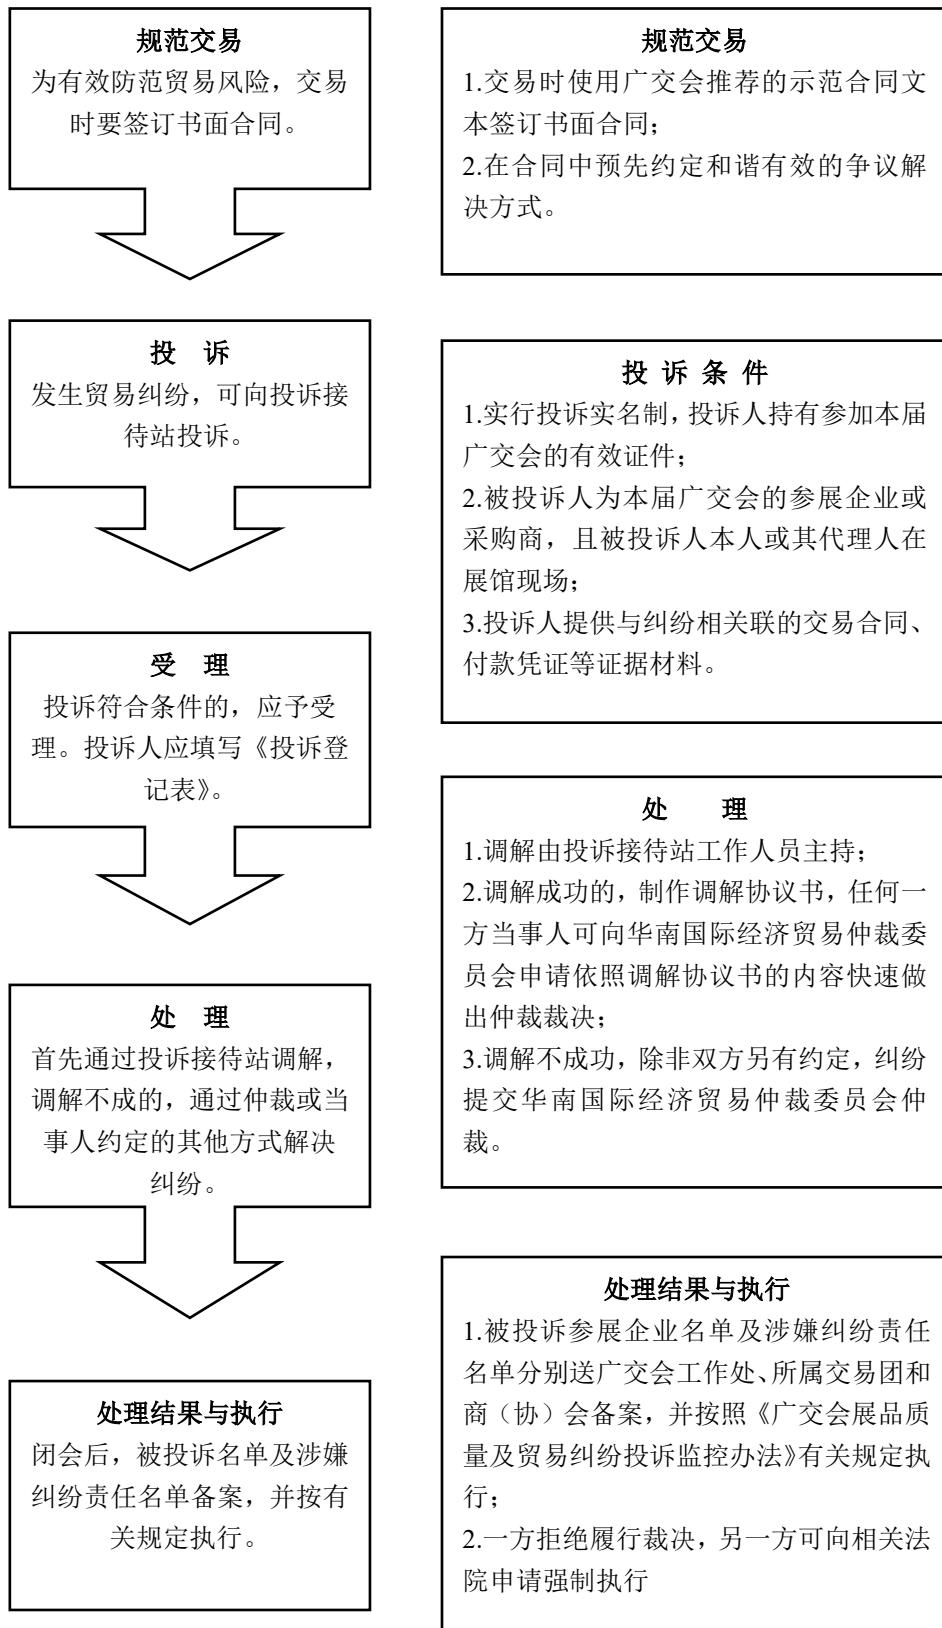 规范交易
为有效防范贸易风险，交易
时要签订书面合同。
投 诉
发生贸易纠纷，可向投诉接
待站投诉。
受 理
投诉符合条件的，应予受
理。投诉人应填写《投诉登
记表》。
处 理
首先通过投诉接待站调解，
调解不成的，通过仲裁或当
事人约定的其他方式解决
纠纷。
处理结果与执行
闭会后，被投诉名单及涉嫌
纠纷责任名单备案，并按有
关规定执行。
规范交易
1.交易时使用广交会推荐的示范合同文
本签订书面合同；
2.在合同中预先约定和谐有效的争议解
决方式。
投 诉 条 件
1.实行投诉实名制，投诉人持有参加本届
广交会的有效证件；
2.被投诉人为本届广交会的参展企业或
采购商，且被投诉人本人或其代理人在
展馆现场；
3.投诉人提供与纠纷相关联的交易合同、
付款凭证等证据材料。
处 理
1.调解由投诉接待站工作人员主持；
2.调解成功的，制作调解协议书，任何一
方当事人可向华南国际经济贸易仲裁委
员会申请依照调解协议书的内容快速做
出仲裁裁决；
3.调解不成功，除非双方另有约定，纠纷
提交华南国际经济贸易仲裁委员会仲
裁。
处理结果与执行
1.被投诉参展企业名单及涉嫌纠纷责任
名单分别送广交会工作处、所属交易团和
商（协）会备案，并按照《广交会展品质
量及贸易纠纷投诉监控办法》有关规定执
行；
2.一方拒绝履行裁决，另一方可向相关法
院申请强制执行